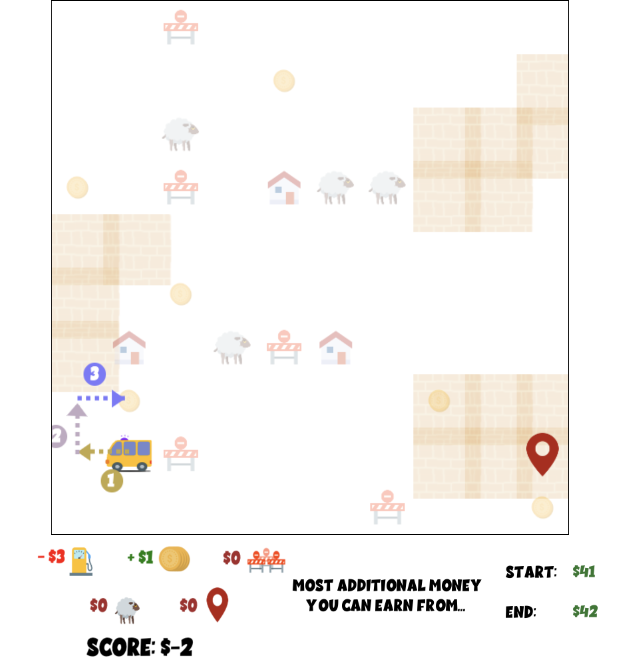 3
2
1
- $3
+ $1
$0
START: $41
MOST ADDITIONAL MONEY
YOU CAN EARN FROM...
$0
$0
END: $42
SCORE: $-2